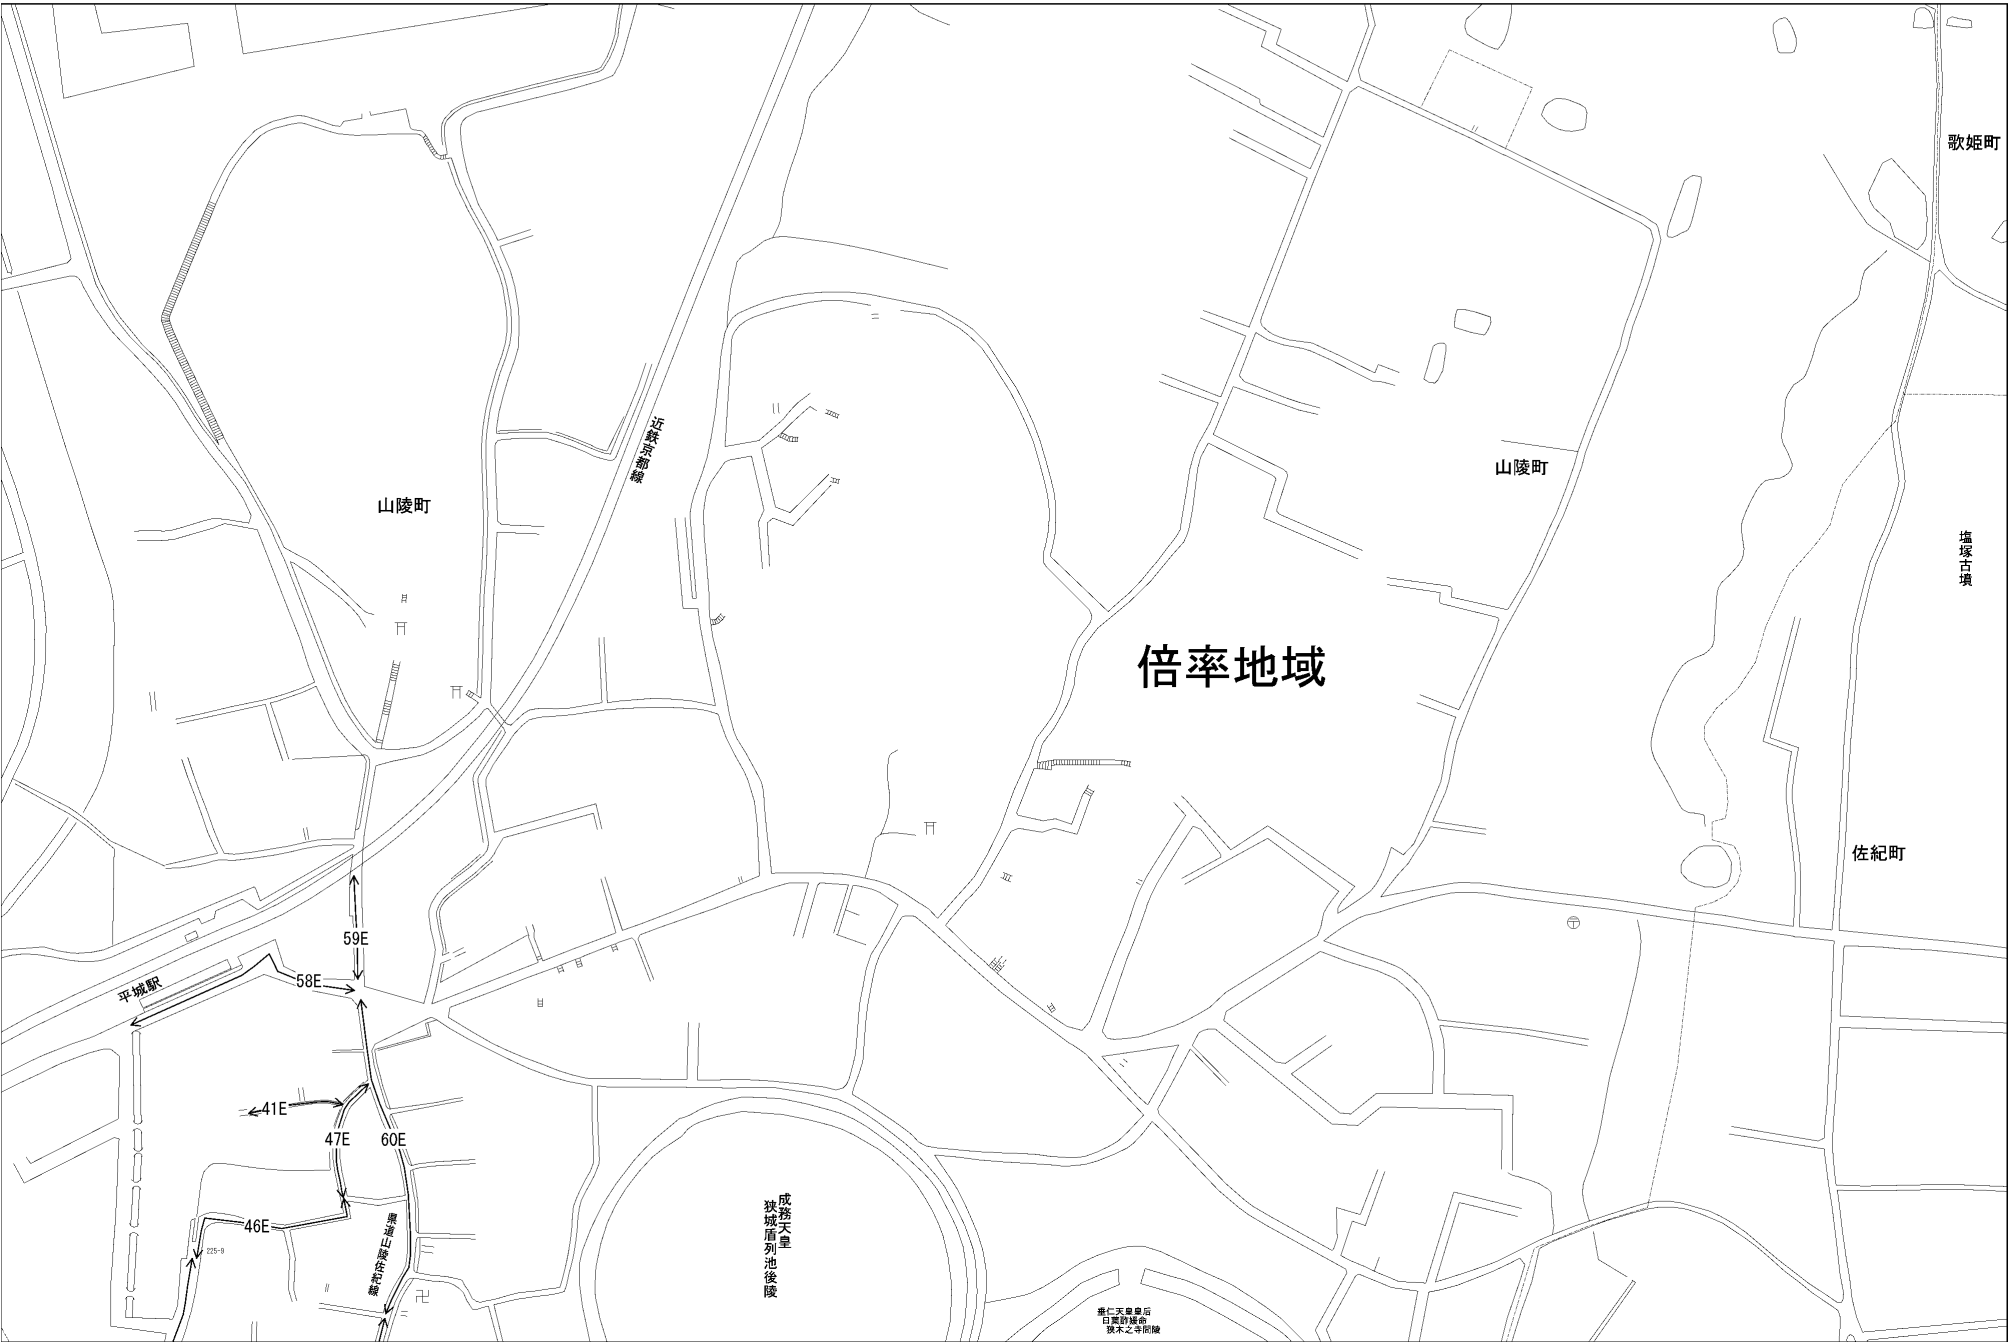 歌姫町
近鉄京都線
山陵町
山陵町
塩塚古墳
倍率地域
佐紀町
59E
58E
平城駅
41E
47E
60E
46E
225-9
県道山陵佐紀線
成務天皇
狭城盾列池後陵
垂仁天皇皇后
日葉酢媛命
狭木之寺間陵